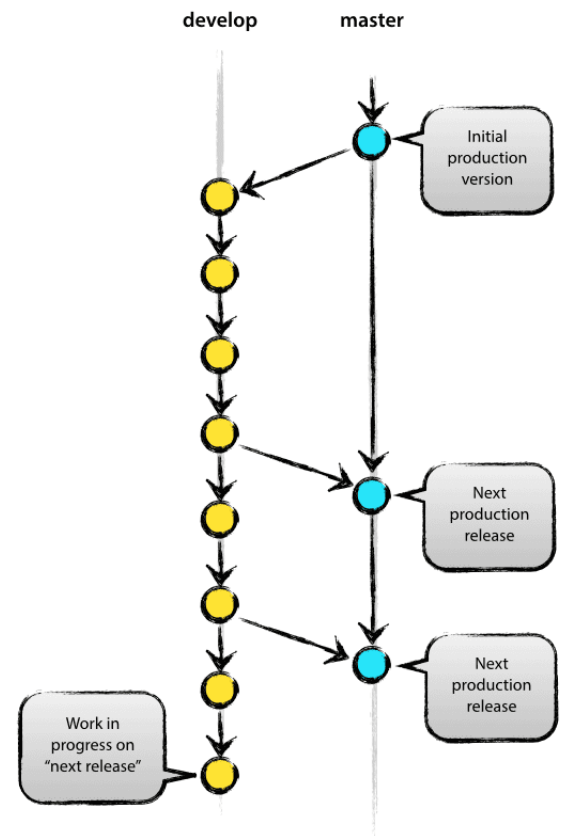 develop
master
Initial
production
version
Next
production
release
Next
production
release
Work in
progress on
“next release”